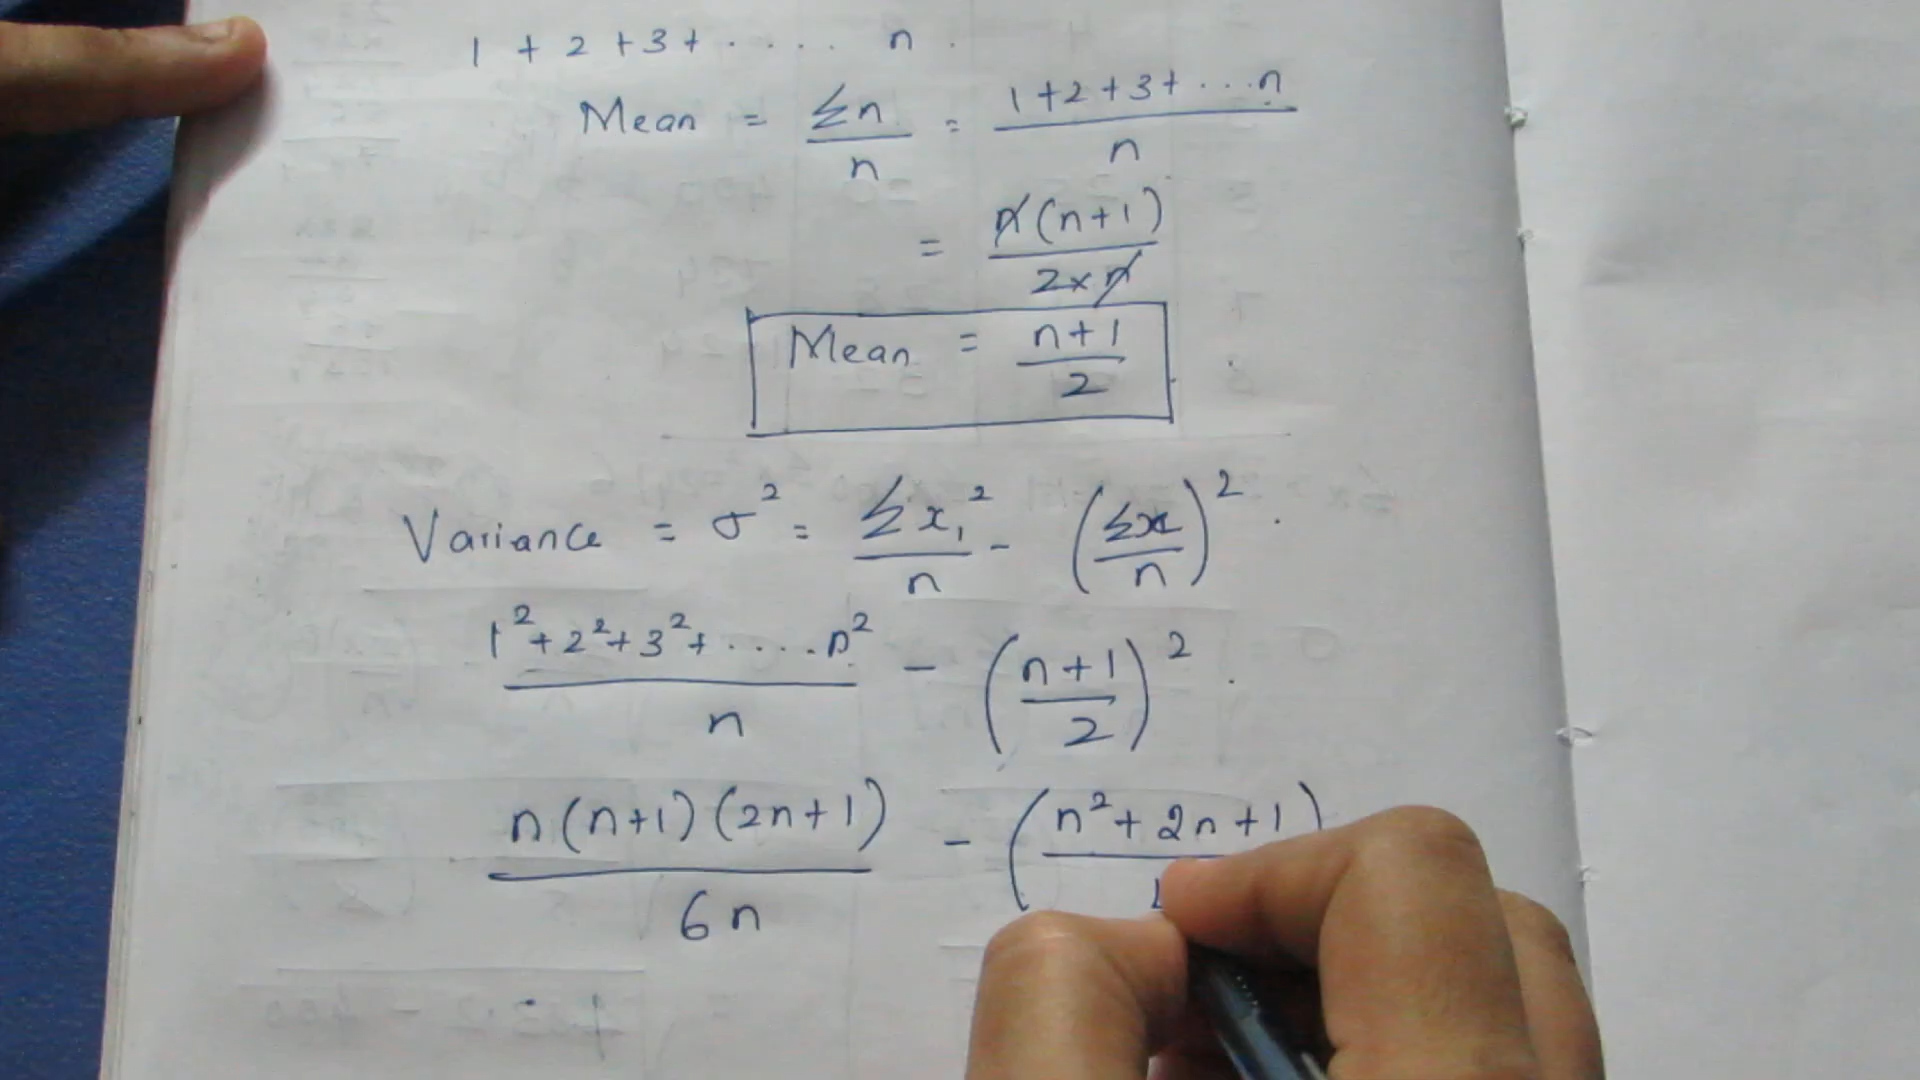 1 + 2 + 3 + ..... n.
Mean = Σn/n = 1+2+3+...n/n
= n(n+1)/2×n
Mean = n+1/2
Variance = σ² = Σx₁²/n - (Σx/n)².
1²+2²+3²+.....n²/n - (n+1/2)².
n(n+1)(2n+1)/6n - (n²+2n+1)